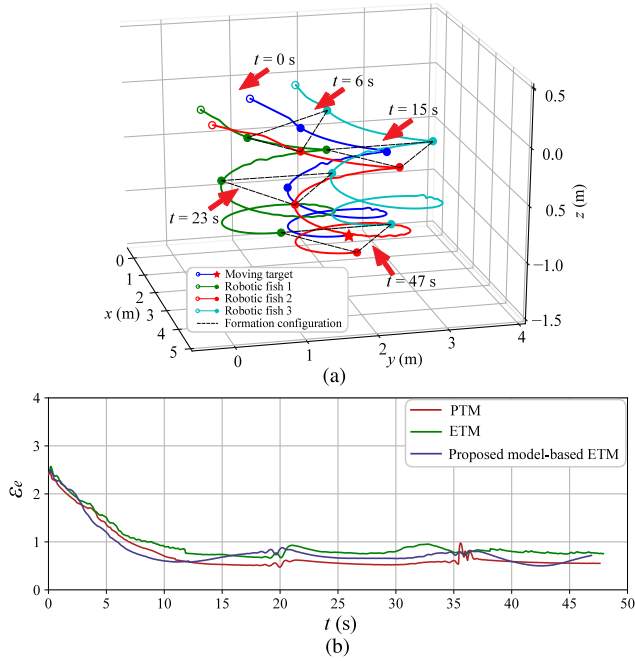 t = 0 s
t = 6 s
t = 15 s
t = 23 s
t = 47 s
0.5
0.0
−0.5
−1.0
−1.5
z (m)
0
1
2
3
4
5
x (m)
0
1
2
3
4
y (m)
Moving target
Robotic fish 1
Robotic fish 2
Robotic fish 3
Formation configuration
(a)
4
3
2
1
0
εe
PTM
ETM
Proposed model-based ETM
0 5 10 15 20 25 30 35 40 45 50
t (s)
(b)